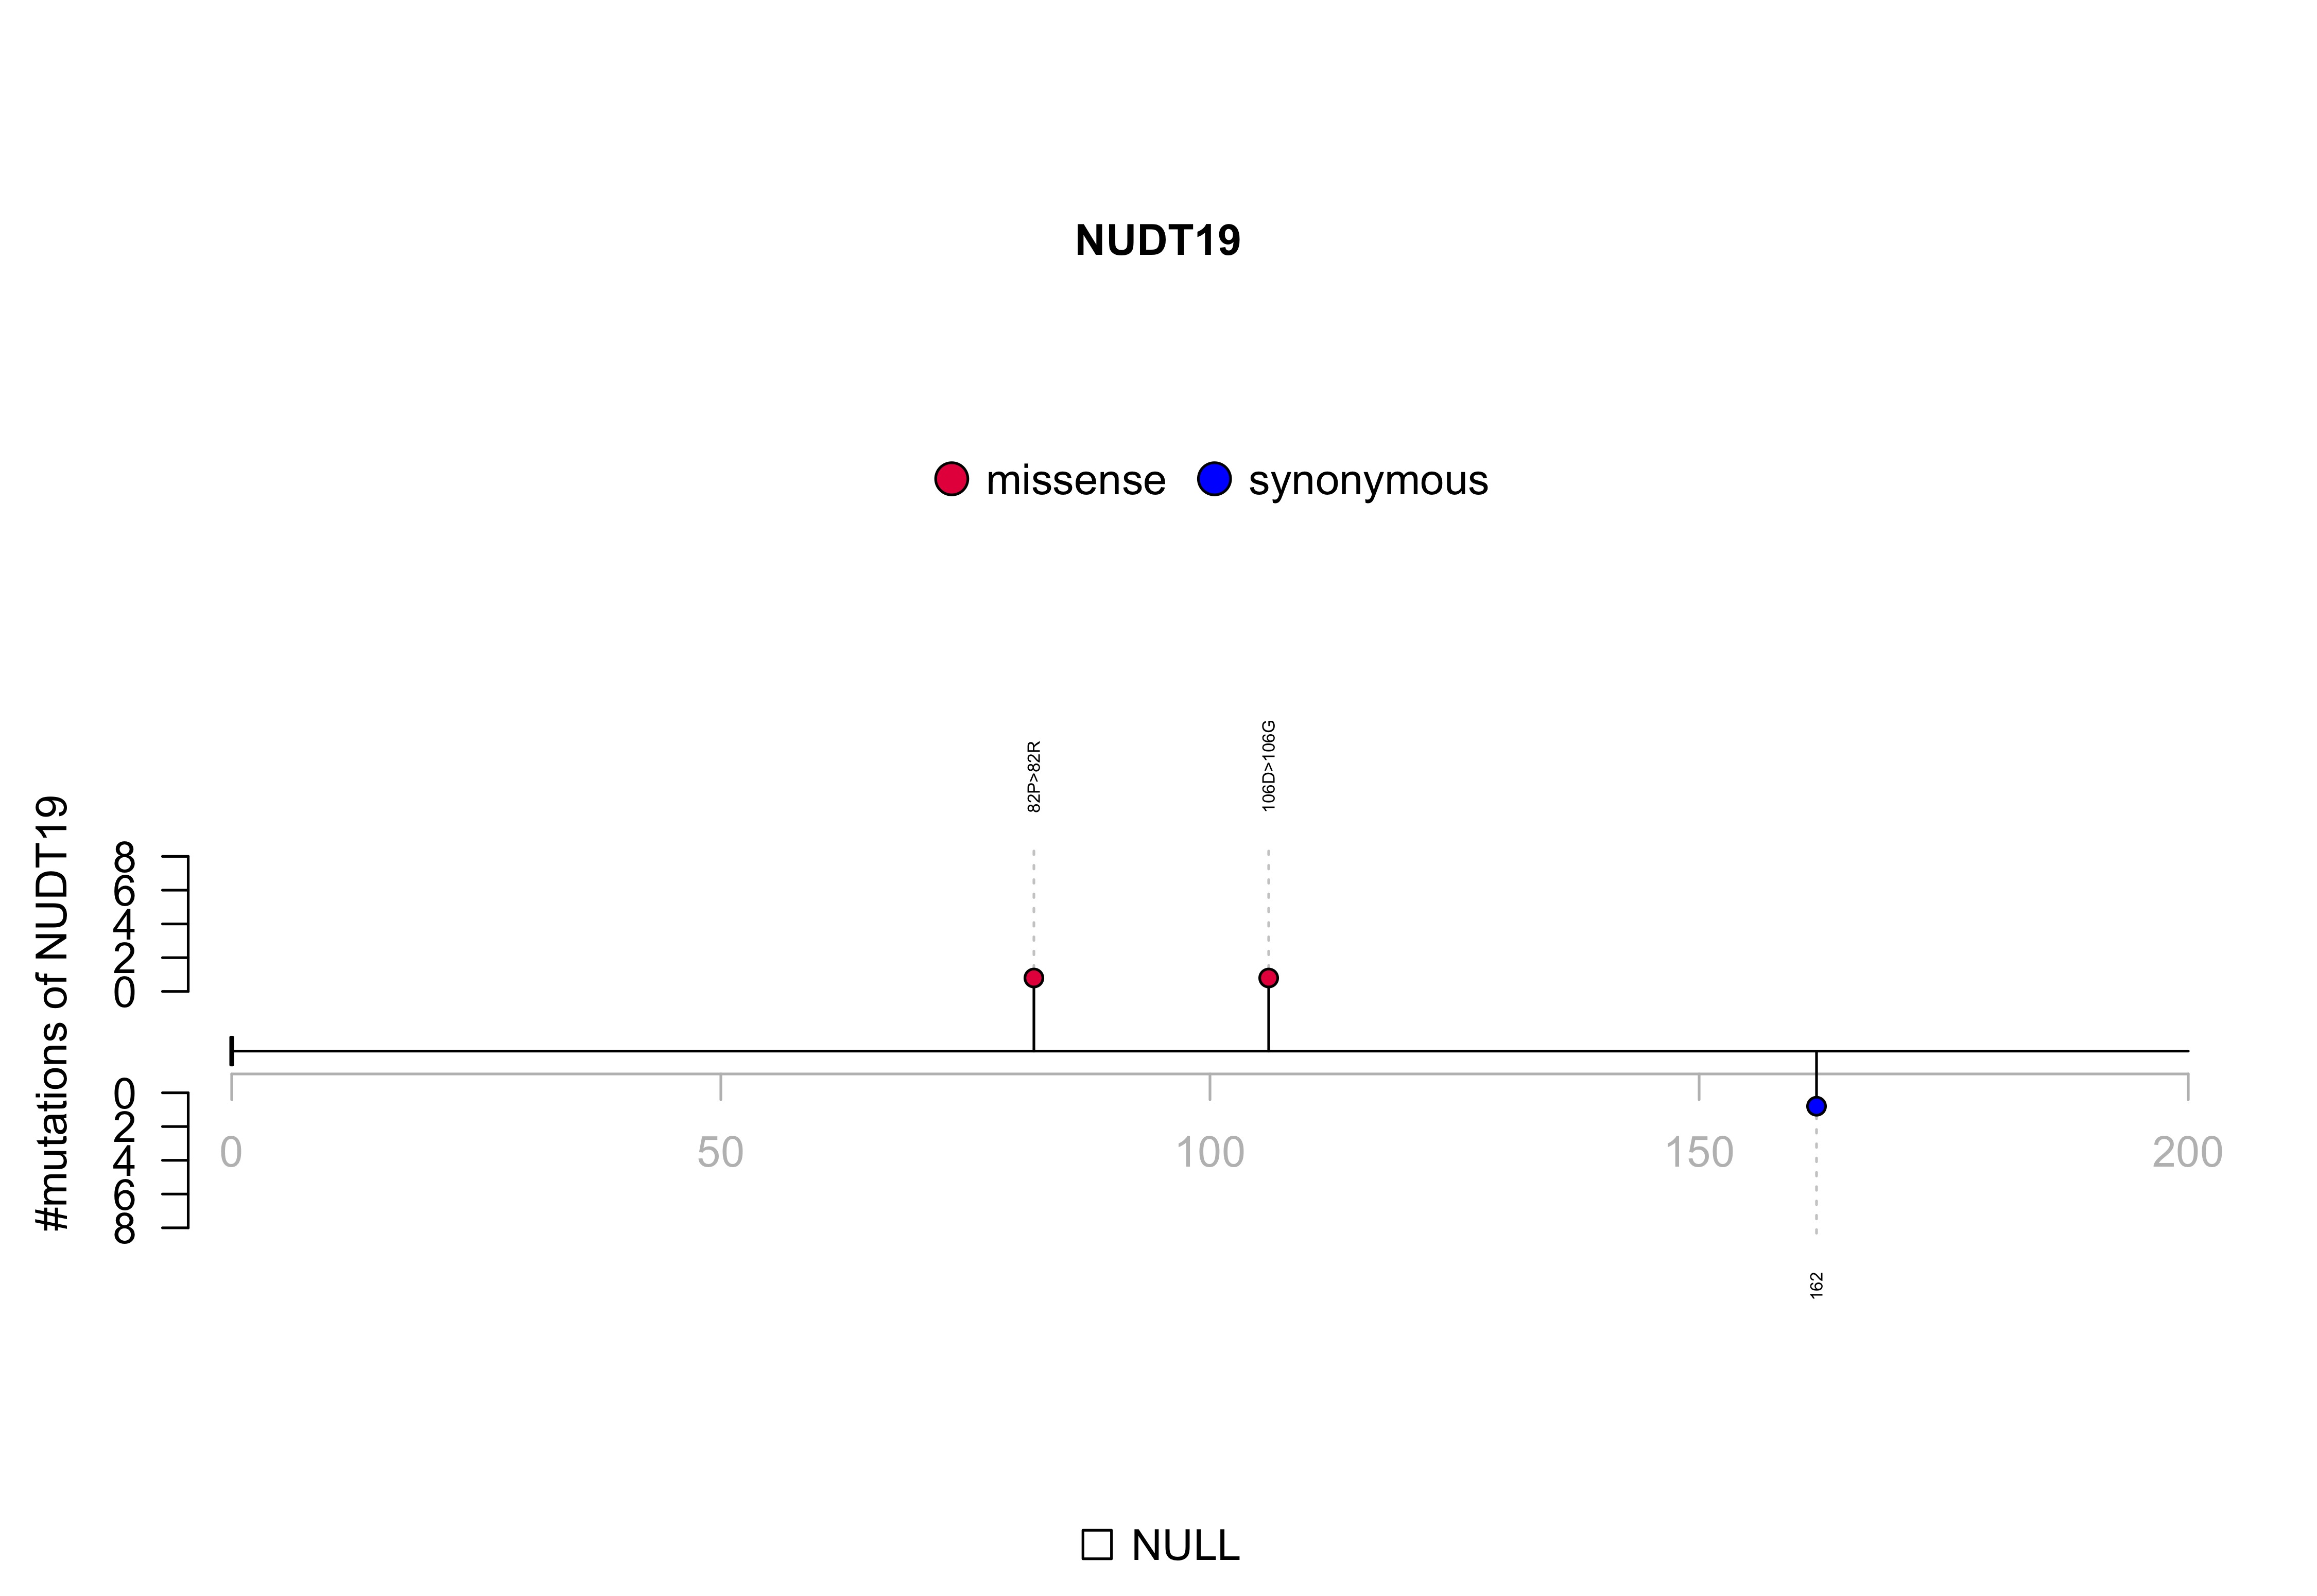 NUDT19
missense
synonymous
82P>82R
106D>106G
#mutations of NUDT19
8
6
4
2
0
0
2
4
6
8
0 50 100 150 200
162
NULL